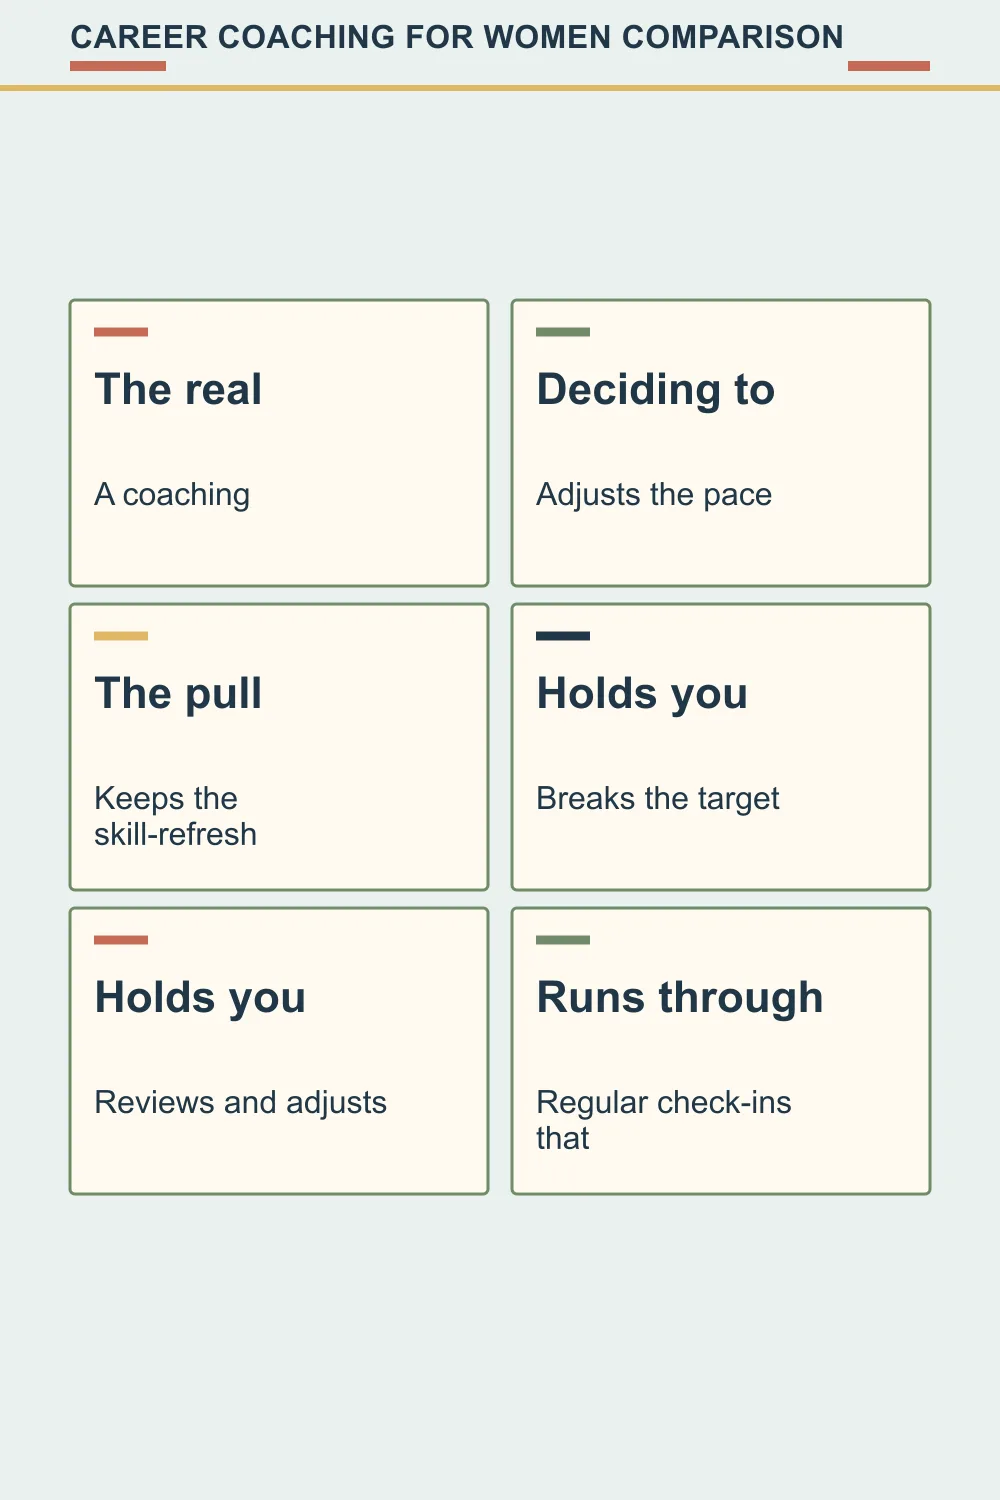 CAREER COACHING FOR WOMEN COMPARISON
The real
A coaching
Deciding to
Adjusts the pace
The pull
Keeps the
skill-refresh
Holds you
Breaks the target
Holds you
Reviews and adjusts
Runs through
Regular check-ins
that